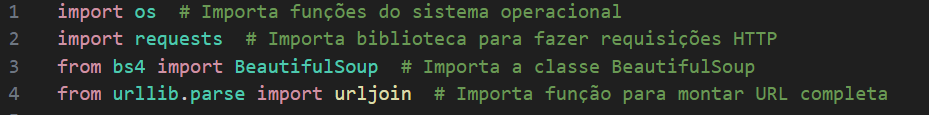 1 import os  # Importa funções do sistema operacional
2 import requests  # Importa biblioteca para fazer requisições HTTP
3 from bs4 import BeautifulSoup  # Importa a classe BeautifulSoup
4 from urllib.parse import urljoin  # Importa função para montar URL completa